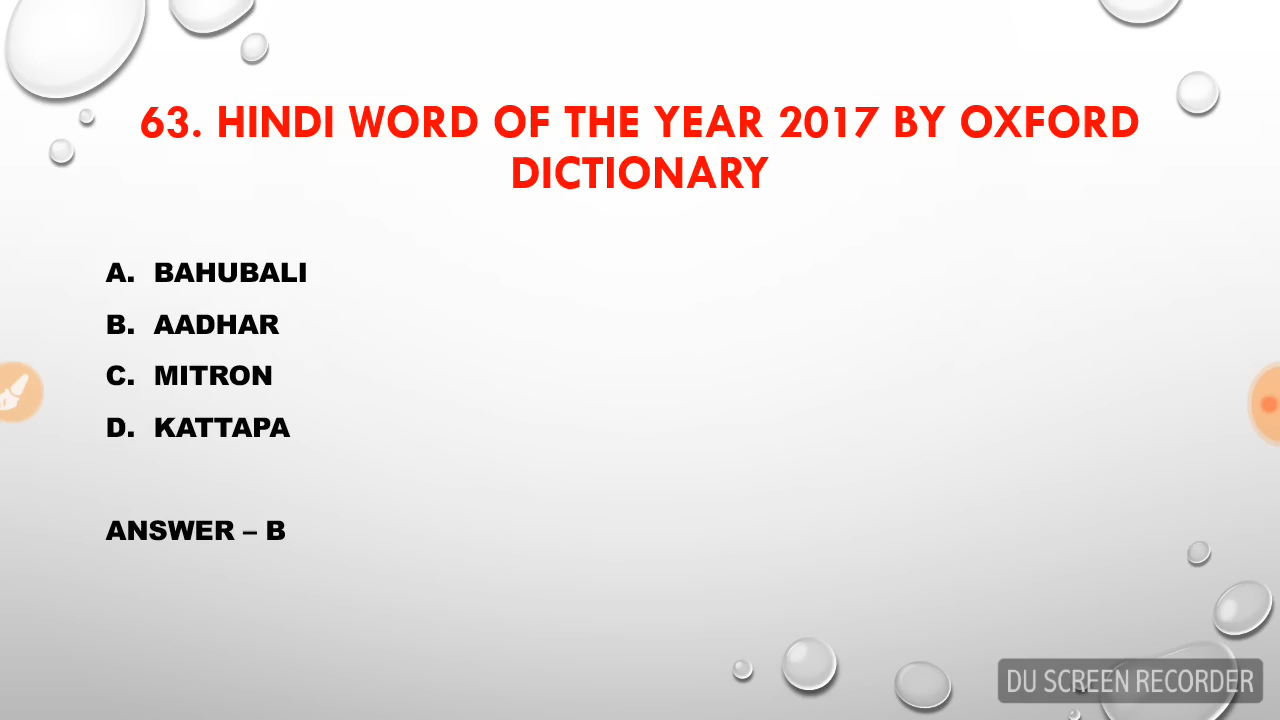 63. HINDI WORD OF THE YEAR 2017 BY OXFORD
DICTIONARY
A. BAHUBALI
B. AADHAR
C. MITRON
D. KATTAPA
ANSWER – B
DU SCREEN RECORDER